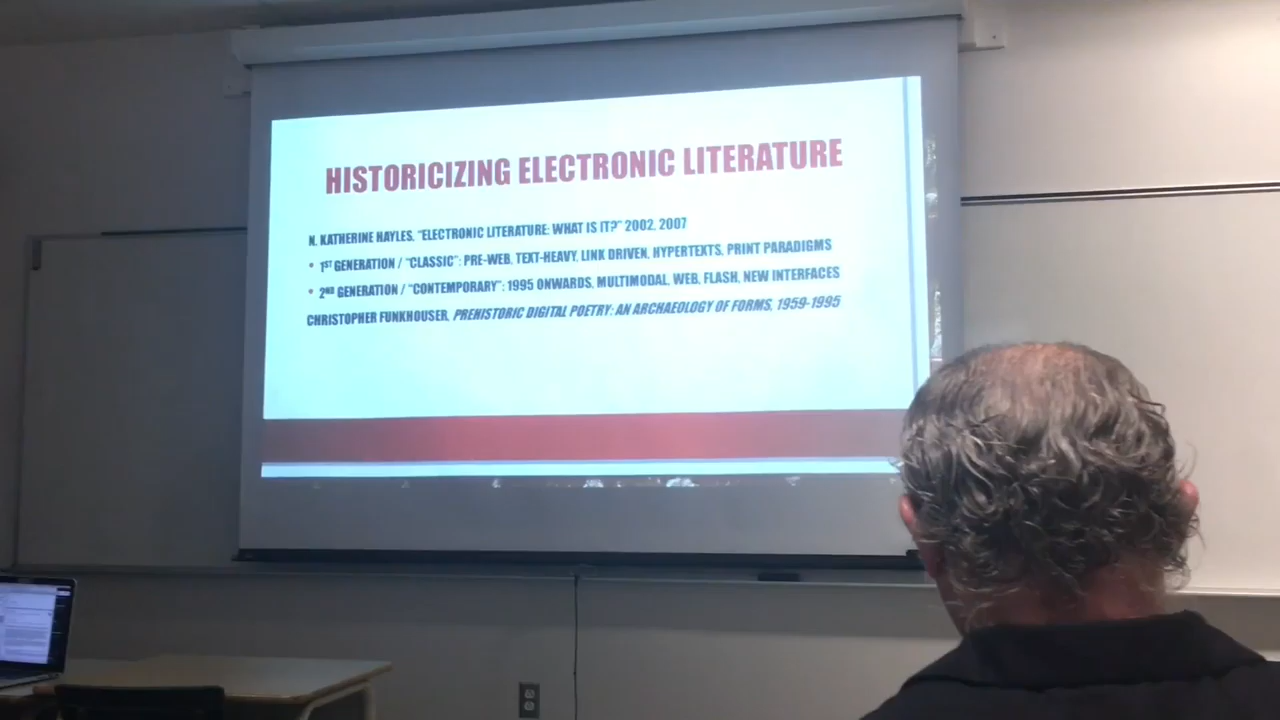 HISTORICIZING ELECTRONIC LITERATURE
N. KATHERINE HAYLES, "ELECTRONIC LITERATURE: WHAT IS IT?" 2002, 2007
• 1ST GENERATION / "CLASSIC": PRE-WEB, TEXT-HEAVY, LINK DRIVEN, HYPERTEXTS, PRINT PARADIGMS
• 2ND GENERATION / "CONTEMPORARY": 1995 ONWARDS, MULTIMODAL, WEB, FLASH, NEW INTERFACES
CHRISTOPHER FUNKHOUSER, PREHISTORIC DIGITAL POETRY: AN ARCHAEOLOGY OF FORMS, 1959-1995